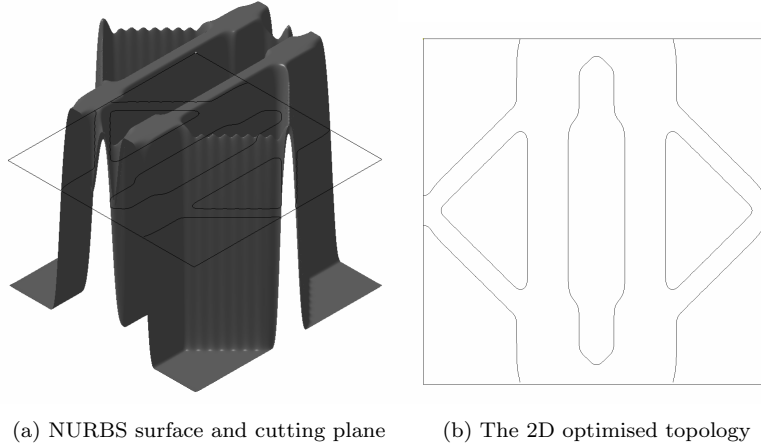 (a) NURBS surface and cutting plane
(b) The 2D optimised topology